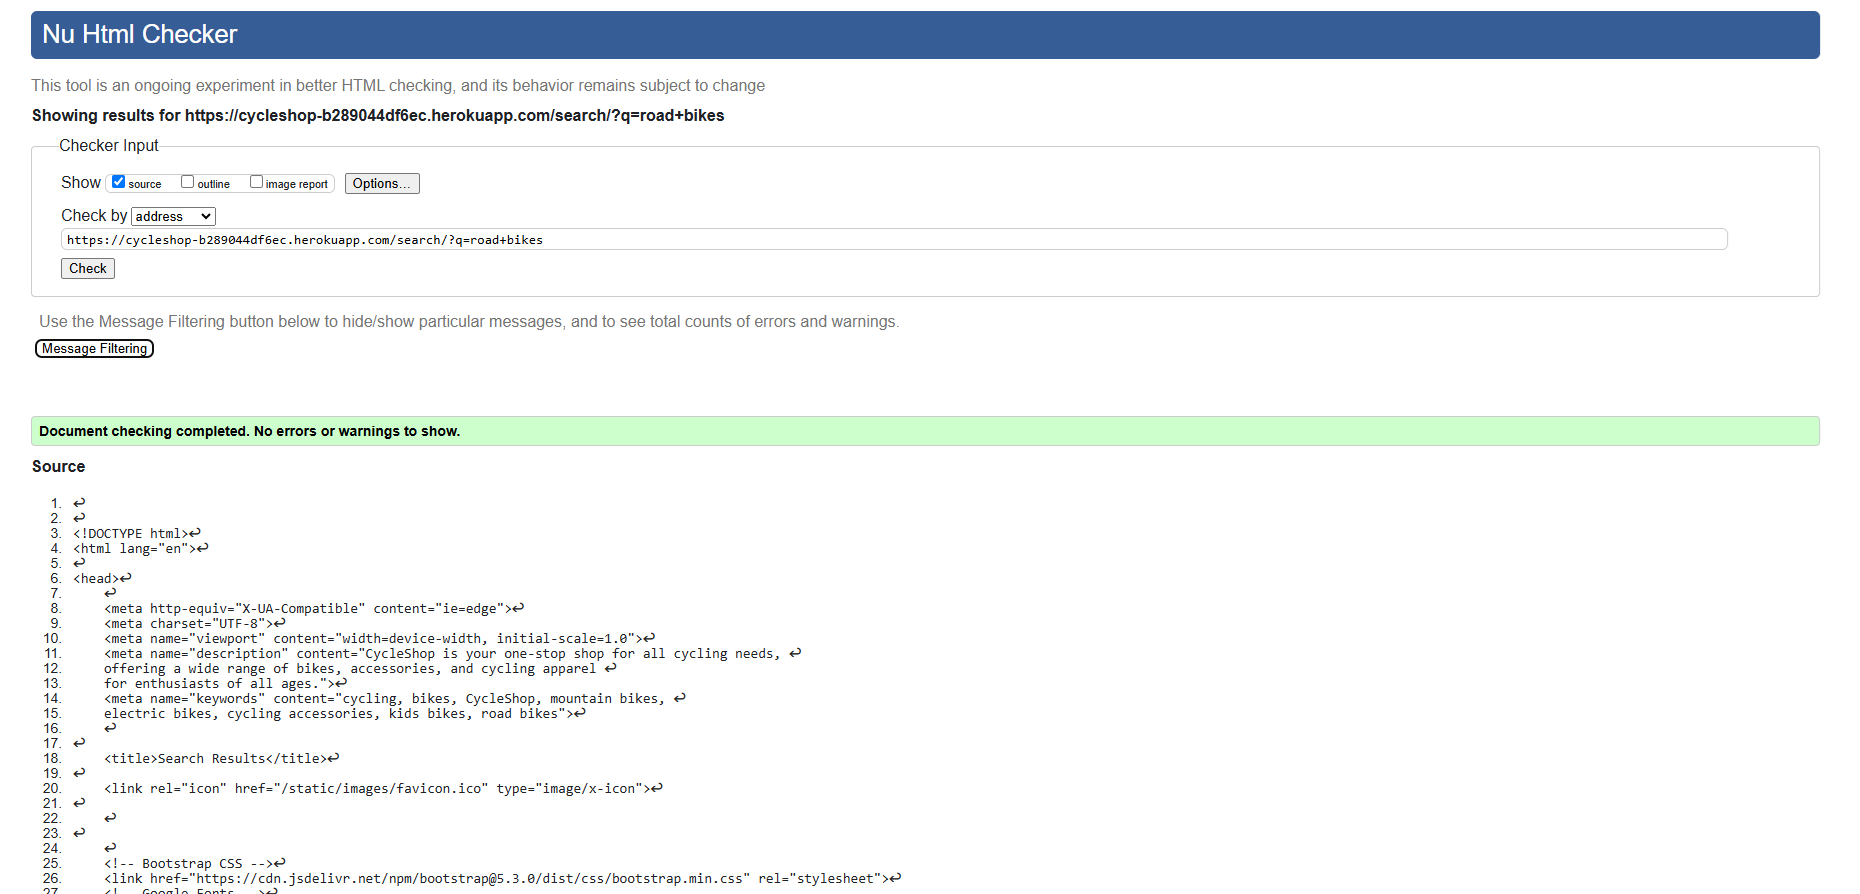 Nu Html Checker
This tool is an ongoing experiment in better HTML checking, and its behavior remains subject to change
Showing results for https://cycleshop-b289044df6ec.herokuapp.com/search/?q=road+bikes
Checker Input
Show source outline image report Options...
Check by address
https://cycleshop-b289044df6ec.herokuapp.com/search/?q=road+bikes
Check
Use the Message Filtering button below to hide/show particular messages, and to see total counts of errors and warnings.
Message Filtering
Document checking completed. No errors or warnings to show.
Source
1. ↩
2. ↩
3. <!DOCTYPE html>↩
4. <html lang="en">↩
5. ↩
6. <head>↩
7. ↩
8. <meta http-equiv="X-UA-Compatible" content="ie=edge">↩
9. <meta charset="UTF-8">↩
10. <meta name="viewport" content="width=device-width, initial-scale=1.0">↩
11. <meta name="description" content="CycleShop is your one-stop shop for all cycling needs, ↩
12. offering a wide range of bikes, accessories, and cycling apparel ↩
13. for enthusiasts of all ages.">↩
14. <meta name="keywords" content="cycling, bikes, CycleShop, mountain bikes, ↩
15. electric bikes, cycling accessories, kids bikes, road bikes">↩
16. ↩
17. ↩
18. <title>Search Results</title>↩
19. ↩
20. <link rel="icon" href="/static/images/favicon.ico" type="image/x-icon">↩
21. ↩
22. ↩
23. ↩
24. ↩
25. <!-- Bootstrap CSS -->↩
26. <link href="https://cdn.jsdelivr.net/npm/bootstrap@5.3.0/dist/css/bootstrap.min.css" rel="stylesheet">↩
27. <!-- Google Fonts -->↩